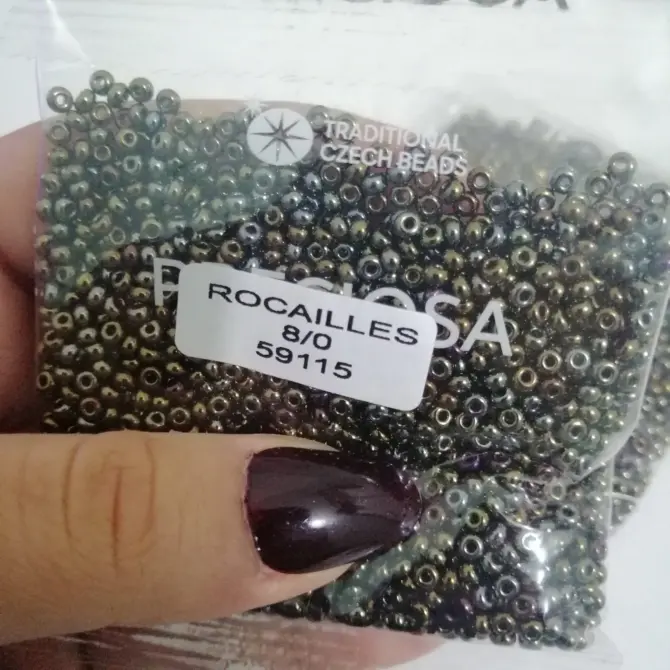 TRADITIONAL
CZECH BEADS
ROCAILLES
8/0
59115